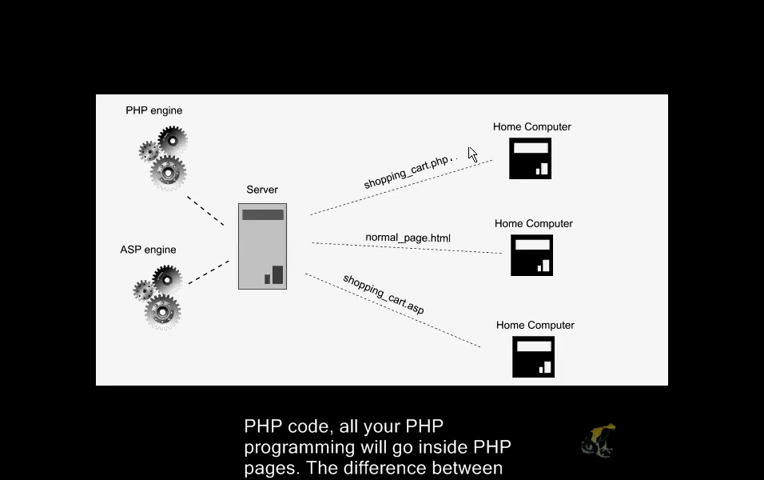 PHP engine
Home Computer
shopping_cart.php
Server
Home Computer
normal_page.html
ASP engine
shopping_cart.asp
Home Computer
PHP code, all your PHP
programming will go inside PHP
pages. The difference between